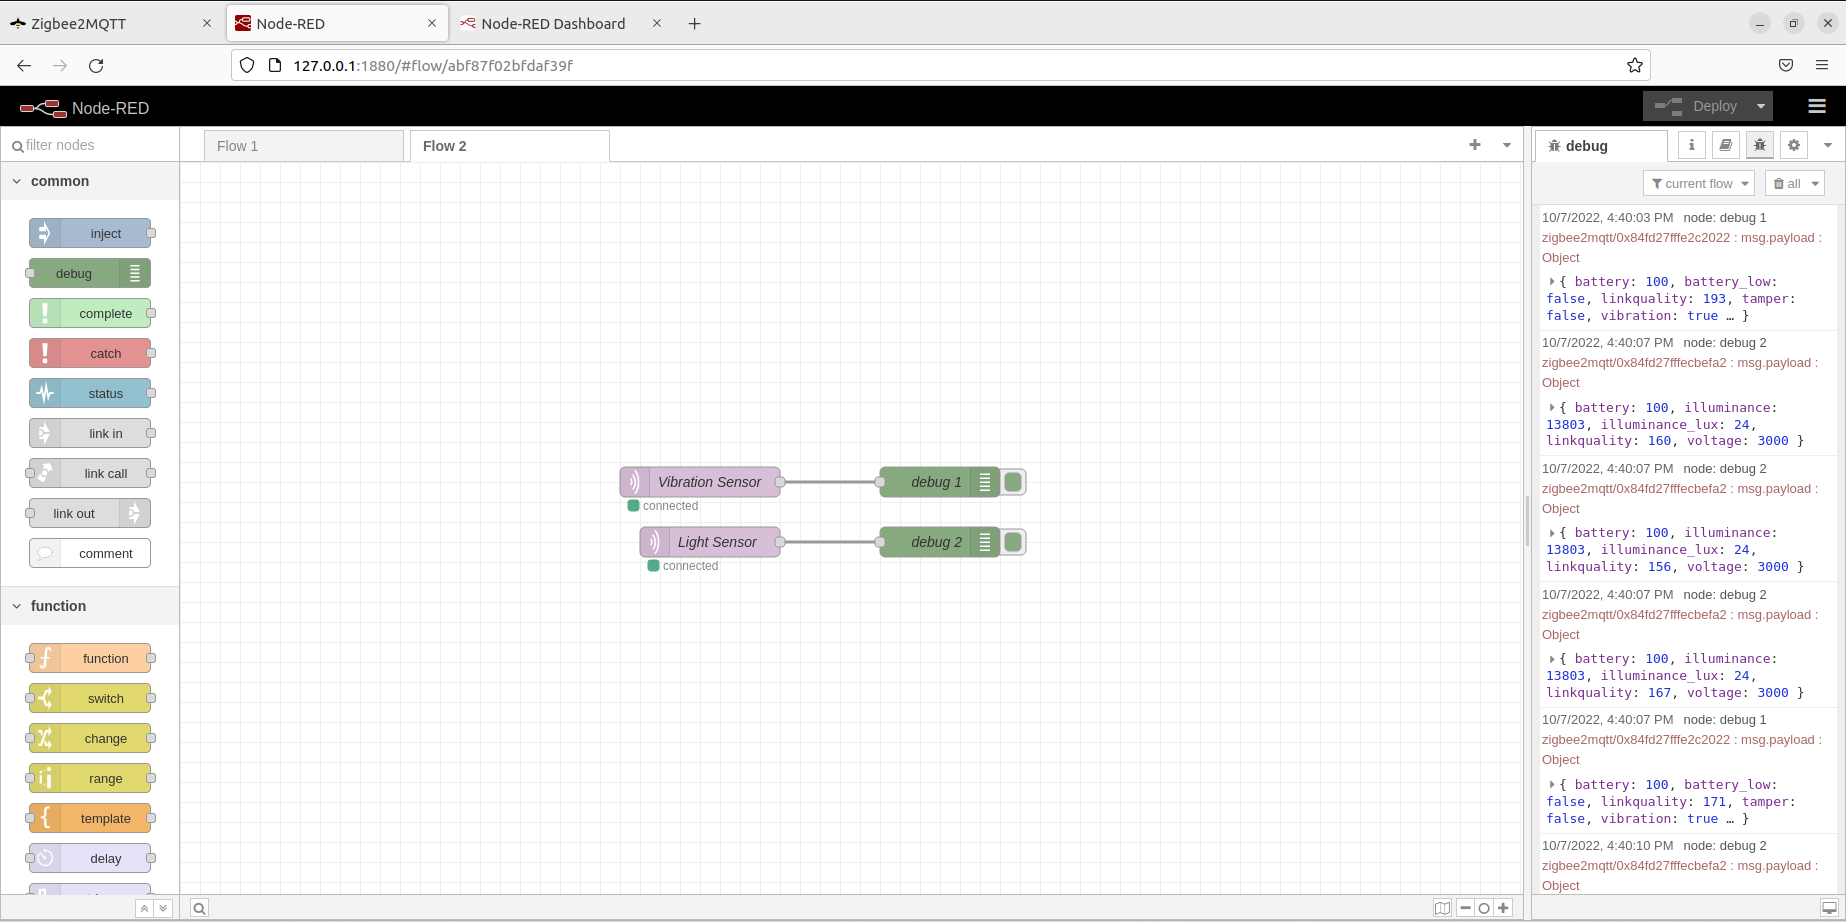 Zigbee2MQTT
Node-RED
Node-RED Dashboard
127.0.0.1:1880/#flow/abf87f02bfdaf39f
Node-RED
Deploy
filter nodes
Flow 1
Flow 2
debug
common
current flow
all
inject
debug
complete
catch
status
link in
link call
link out
comment
function
function
switch
change
range
template
delay
Vibration Sensor
debug 1
connected
Light Sensor
debug 2
connected
10/7/2022, 4:40:03 PM node: debug 1
zigbee2mqtt/0x84fd27fffe2c2022 : msg.payload :
Object
{ battery: 100, battery_low:
false, linkquality: 193, tamper:
false, vibration: true … }
10/7/2022, 4:40:07 PM node: debug 2
zigbee2mqtt/0x84fd27fffecbefa2 : msg.payload :
Object
{ battery: 100, illuminance:
13803, illuminance_lux: 24,
linkquality: 160, voltage: 3000 }
10/7/2022, 4:40:07 PM node: debug 2
zigbee2mqtt/0x84fd27fffecbefa2 : msg.payload :
Object
{ battery: 100, illuminance:
13803, illuminance_lux: 24,
linkquality: 156, voltage: 3000 }
10/7/2022, 4:40:07 PM node: debug 2
zigbee2mqtt/0x84fd27fffecbefa2 : msg.payload :
Object
{ battery: 100, illuminance:
13803, illuminance_lux: 24,
linkquality: 167, voltage: 3000 }
10/7/2022, 4:40:07 PM node: debug 1
zigbee2mqtt/0x84fd27fffe2c2022 : msg.payload :
Object
{ battery: 100, battery_low:
false, linkquality: 171, tamper:
false, vibration: true … }
10/7/2022, 4:40:10 PM node: debug 2
zigbee2mqtt/0x84fd27fffecbefa2 : msg.payload :
Object